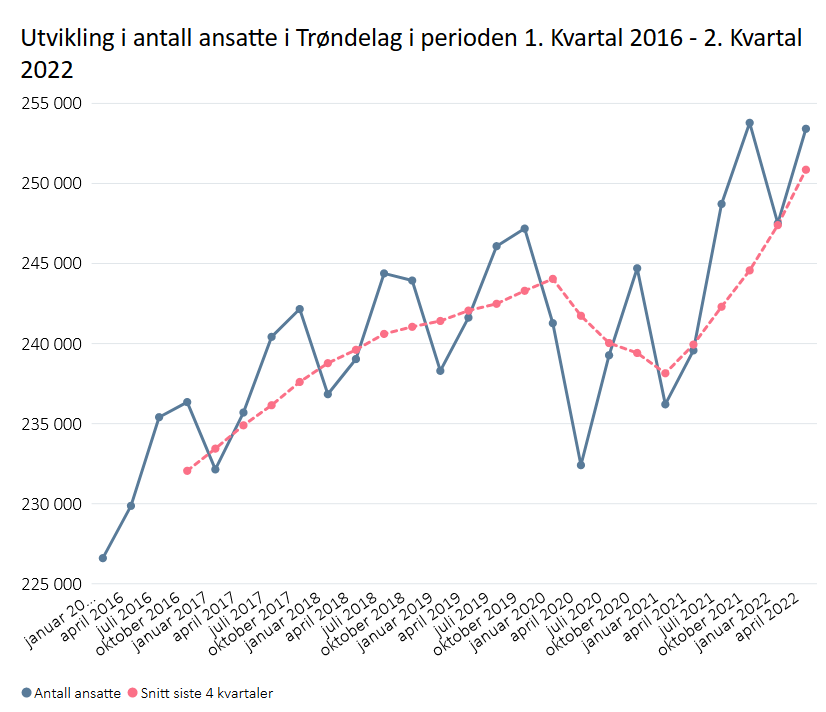 Utvikling i antall ansatte i Trøndelag i perioden 1. Kvartal 2016 - 2. Kvartal
2022
255 000
250 000
245 000
240 000
235 000
230 000
225 000
januar 20...
april 2016
juli 2016
oktober 2016
januar 2017
april 2017
juli 2017
oktober 2017
januar 2018
april 2018
juli 2018
oktober 2018
januar 2019
april 2019
juli 2019
oktober 2019
januar 2020
april 2020
juli 2020
oktober 2020
januar 2021
april 2021
juli 2021
oktober 2021
januar 2022
april 2022
Antall ansatte Snitt siste 4 kvartaler